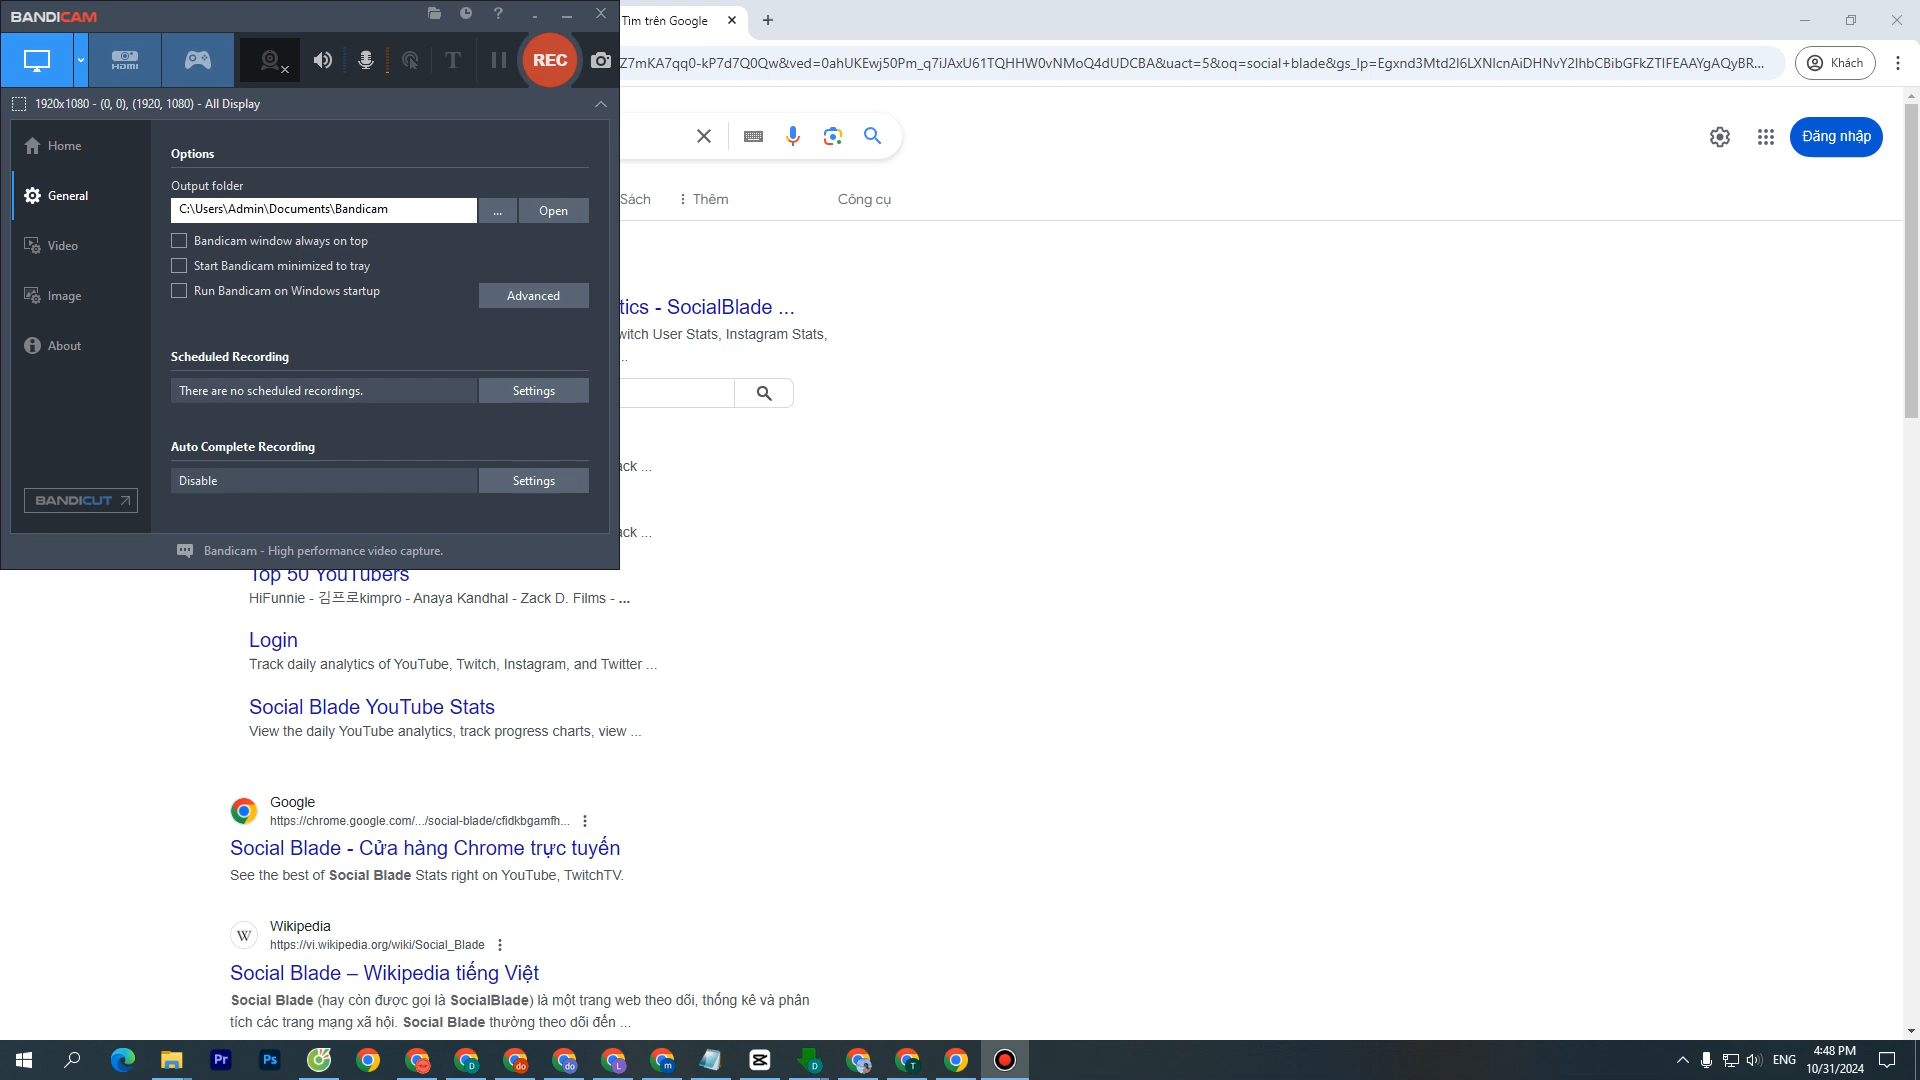 BANDICAM
?
HDMI
T
REC
1920x1080 - (0, 0), (1920, 1080) - All Display
Home
General
Video
Image
About
BANDICUT
Options
Output folder
C:\Users\Admin\Documents\Bandicam
...
Open
Bandicam window always on top
Start Bandicam minimized to tray
Run Bandicam on Windows startup
Advanced
Scheduled Recording
There are no scheduled recordings.
Settings
Auto Complete Recording
Disable
Settings
Bandicam - High performance video capture.
Tìm trên Google
Z7mKA7qq0-kP7d7Q0Qw&ved=0ahUKEwj50Pm_q7iJAxU61TQHHW0vNMoQ4dUDCBA&uact=5&oq=social+blade&gs_lp=Egxnd3Mtd2l6LXNlcnAiDHNvY2lhbCBibGFkZTIFEAAYgAQyBR...
Khách
Đăng nhập
Sách
Thêm
Công cụ
tics - SocialBlade ...
witch User Stats, Instagram Stats,
...
ack ...
ack ...
Top 50 YouTubers
HiFunnie - 김프로kimpro - Anaya Kandhal - Zack D. Films - ...
Login
Track daily analytics of YouTube, Twitch, Instagram, and Twitter ...
Social Blade YouTube Stats
View the daily YouTube analytics, track progress charts, view ...
Google
https://chrome.google.com/.../social-blade/cfidkbgamfh...
Social Blade - Cửa hàng Chrome trực tuyến
See the best of Social Blade Stats right on YouTube, TwitchTV.
W
Wikipedia
https://vi.wikipedia.org/wiki/Social_Blade
Social Blade – Wikipedia tiếng Việt
Social Blade (hay còn được gọi là SocialBlade) là một trang web theo dõi, thống kê và phân
tích các trang mạng xã hội. Social Blade thường theo dõi đến ...
Pr
Ps
D
do
do
L
m
D
T
ENG
4:48 PM
10/31/2024